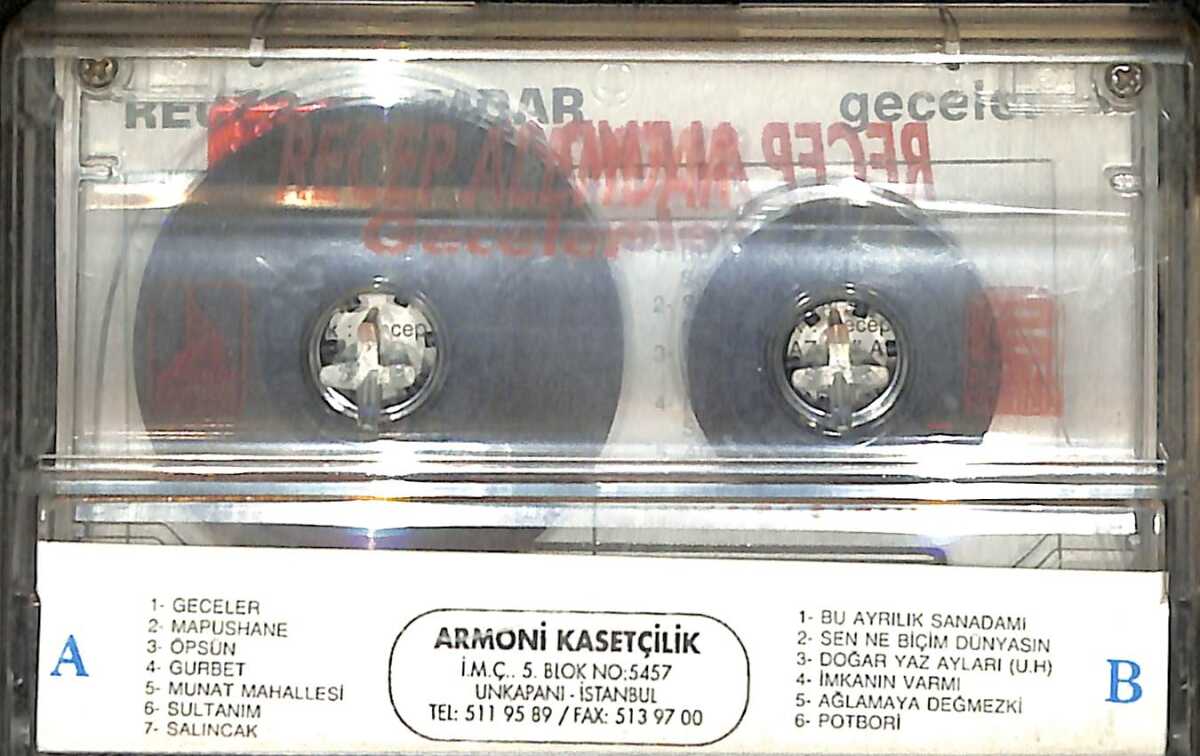 geceler
RECEP
Geceler
A
1- GECELER
2- MAPUSHANE
3- ÖPSÜN
4- GURBET
5- MUNAT MAHALLESİ
6- SULTANIM
7- SALINCAK
ARMONİ KASETÇİLİK
İ.M.Ç.. 5. BLOK NO:5457
UNKAPANI - İSTANBUL
TEL: 511 95 89 / FAX: 513 97 00
1- BU AYRILIK SANADAMI
2- SEN NE BİÇİM DÜNYASIN
3- DOĞAR YAZ AYLARI (U.H)
4- İMKANIN VARMI
5- AĞLAMAYA DEĞMEZKİ
6- POTBORİ
B